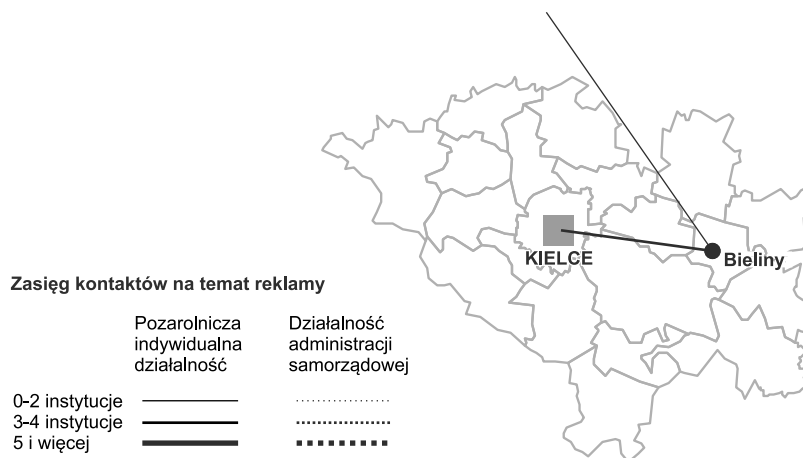 KIELCE
Bieliny
Zasięg kontaktów na temat reklamy
Pozarolnicza
indywidualna
działalność
Działalność
administracji
samorządowej
0-2 instytucje
3-4 instytucje
5 i więcej